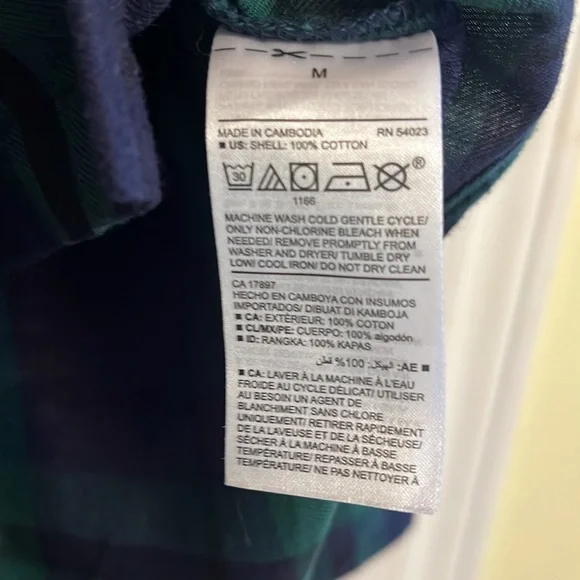 M
MADE IN CAMBODIA RN 54023
■ US: SHELL: 100% COTTON
30
®
1166
MACHINE WASH COLD GENTLE CYCLE/
ONLY NON-CHLORINE BLEACH WHEN
NEEDED/ REMOVE PROMPTLY FROM
WASHER AND DRYER/ TUMBLE DRY
LOW/ COOL IRON/ DO NOT DRY CLEAN
CA 17897
HECHO EN CAMBOYA CON INSUMOS
IMPORTADOS/ DIBUAT DI KAMBOJA
■ CA: EXTÉRIEUR: 100% COTON
■ CL/MX/PE: CUERPO: 100% algodón
■ ID: RANGKA: 100% KAPAS
■ AE: الهيكل: 100% قطن
■ CA: LAVER À LA MACHINE À L'EAU
FROIDE AU CYCLE DÉLICAT/ UTILISER
AU BESOIN UN AGENT DE
BLANCHIMENT SANS CHLORE
UNIQUEMENT/ RETIRER RAPIDEMENT
DE LA LAVEUSE ET DE LA SÉCHEUSE/
SÉCHER À LA MACHINE À BASSE
TEMPÉRATURE/ REPASSER À BASSE
TEMPÉRATURE/ NE PAS NETTOYER À